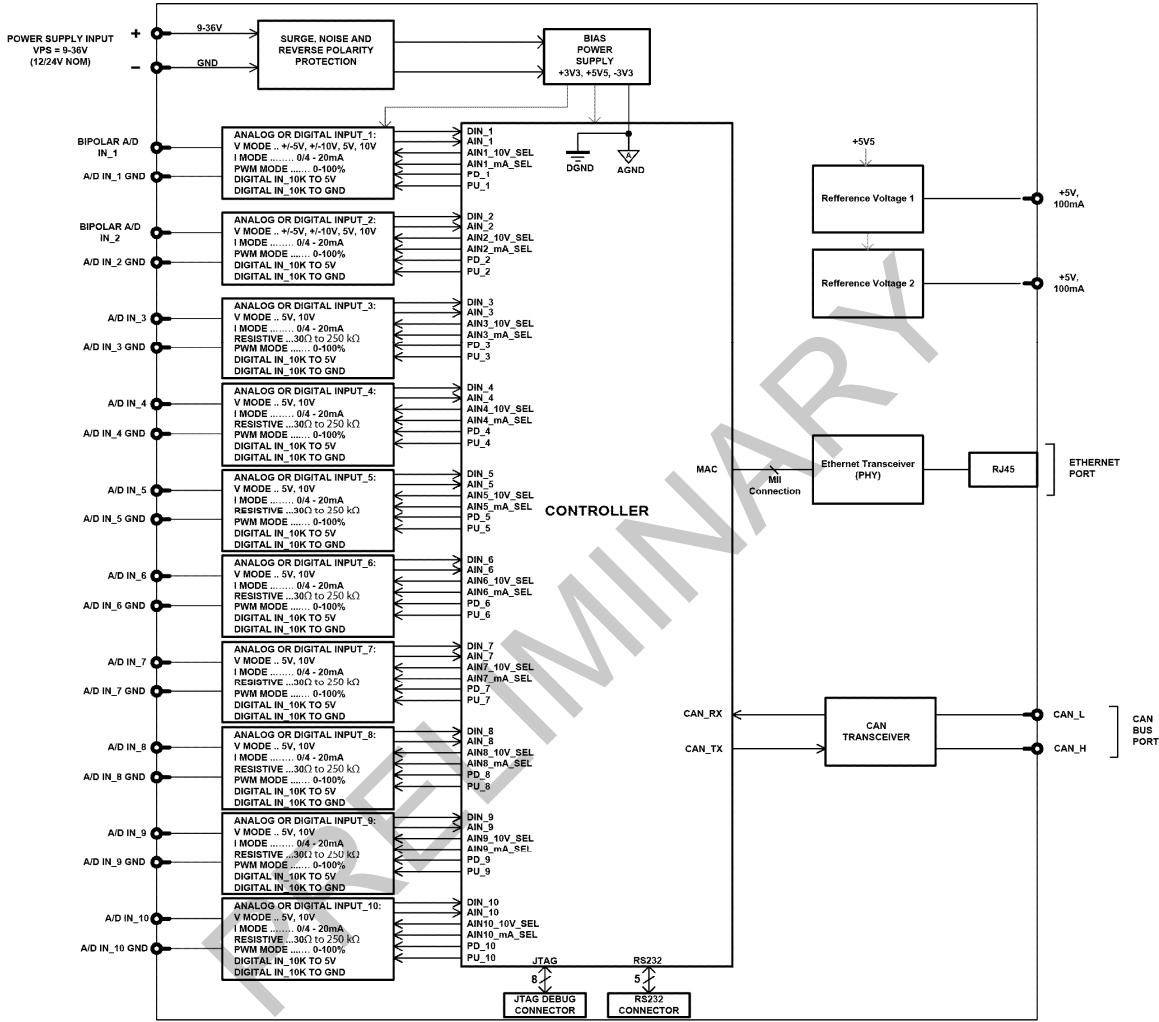 POWER SUPPLY INPUT
VPS = 9-36V
(12/24V NOM)
+
–
9-36V
GND
SURGE, NOISE AND
REVERSE POLARITY
PROTECTION
BIAS
POWER
SUPPLY
+3V3, +5V5, -3V3
BIPOLAR A/D
IN_1
A/D IN_1 GND
ANALOG OR DIGITAL INPUT_1:
V MODE .. +/-5V, +/-10V, 5V, 10V
I MODE ........ 0/4 - 20mA
PWM MODE ....... 0-100%
DIGITAL IN_10K TO 5V
DIGITAL IN_10K TO GND
DIN_1
AIN_1
AIN1_10V_SEL
AIN1_mA_SEL
PD_1
PU_1
DGND
A
AGND
BIPOLAR A/D
IN_2
A/D IN_2 GND
ANALOG OR DIGITAL INPUT_2:
V MODE .. +/-5V, +/-10V, 5V, 10V
I MODE ........ 0/4 - 20mA
PWM MODE ....... 0-100%
DIGITAL IN_10K TO 5V
DIGITAL IN_10K TO GND
DIN_2
AIN_2
AIN2_10V_SEL
AIN2_mA_SEL
PD_2
PU_2
A/D IN_3
A/D IN_3 GND
ANALOG OR DIGITAL INPUT_3:
V MODE .. 5V, 10V
I MODE ........ 0/4 - 20mA
RESISTIVE ...30Ω to 250 kΩ
PWM MODE ....... 0-100%
DIGITAL IN_10K TO 5V
DIGITAL IN_10K TO GND
DIN_3
AIN_3
AIN3_10V_SEL
AIN3_mA_SEL
PD_3
PU_3
A/D IN_4
A/D IN_4 GND
ANALOG OR DIGITAL INPUT_4:
V MODE .. 5V, 10V
I MODE ........ 0/4 - 20mA
RESISTIVE ...30Ω to 250 kΩ
PWM MODE ....... 0-100%
DIGITAL IN_10K TO 5V
DIGITAL IN_10K TO GND
DIN_4
AIN_4
AIN4_10V_SEL
AIN4_mA_SEL
PD_4
PU_4
A/D IN_5
A/D IN_5 GND
ANALOG OR DIGITAL INPUT_5:
V MODE .. 5V, 10V
I MODE ........ 0/4 - 20mA
RESISTIVE ...30Ω to 250 kΩ
PWM MODE ....... 0-100%
DIGITAL IN_10K TO 5V
DIGITAL IN_10K TO GND
DIN_5
AIN_5
AIN5_10V_SEL
AIN5_mA_SEL
PD_5
PU_5
CONTROLLER
A/D IN_6
A/D IN_6 GND
ANALOG OR DIGITAL INPUT_6:
V MODE .. 5V, 10V
I MODE ........ 0/4 - 20mA
RESISTIVE ...30Ω to 250 kΩ
PWM MODE ....... 0-100%
DIGITAL IN_10K TO 5V
DIGITAL IN_10K TO GND
DIN_6
AIN_6
AIN6_10V_SEL
AIN6_mA_SEL
PD_6
PU_6
A/D IN_7
A/D IN_7 GND
ANALOG OR DIGITAL INPUT_7:
V MODE .. 5V, 10V
I MODE ........ 0/4 - 20mA
RESISTIVE ...30Ω to 250 kΩ
PWM MODE ....... 0-100%
DIGITAL IN_10K TO 5V
DIGITAL IN_10K TO GND
DIN_7
AIN_7
AIN7_10V_SEL
AIN7_mA_SEL
PD_7
PU_7
A/D IN_8
A/D IN_8 GND
ANALOG OR DIGITAL INPUT_8:
V MODE .. 5V, 10V
I MODE ........ 0/4 - 20mA
RESISTIVE ...30Ω to 250 kΩ
PWM MODE ....... 0-100%
DIGITAL IN_10K TO 5V
DIGITAL IN_10K TO GND
DIN_8
AIN_8
AIN8_10V_SEL
AIN8_mA_SEL
PD_8
PU_8
A/D IN_9
A/D IN_9 GND
ANALOG OR DIGITAL INPUT_9:
V MODE .. 5V, 10V
I MODE ........ 0/4 - 20mA
RESISTIVE ...30Ω to 250 kΩ
PWM MODE ....... 0-100%
DIGITAL IN_10K TO 5V
DIGITAL IN_10K TO GND
DIN_9
AIN_9
AIN9_10V_SEL
AIN9_mA_SEL
PD_9
PU_9
A/D IN_10
A/D IN_10 GND
ANALOG OR DIGITAL INPUT_10:
V MODE .. 5V, 10V
I MODE ........ 0/4 - 20mA
RESISTIVE ...30Ω to 250 kΩ
PWM MODE ....... 0-100%
DIGITAL IN_10K TO 5V
DIGITAL IN_10K TO GND
DIN_10
AIN_10
AIN10_10V_SEL
AIN10_mA_SEL
PD_10
PU_10
JTAG
8
JTAG DEBUG
CONNECTOR
RS232
5
RS232
CONNECTOR
+5V5
Refference Voltage 1
+5V,
100mA
Refference Voltage 2
+5V,
100mA
MAC
MII
Connection
Ethernet Transceiver
(PHY)
RJ45
ETHERNET
PORT
CAN_RX
CAN_TX
CAN
TRANSCEIVER
CAN_L
CAN_H
CAN
BUS
PORT
PRELIMINARY